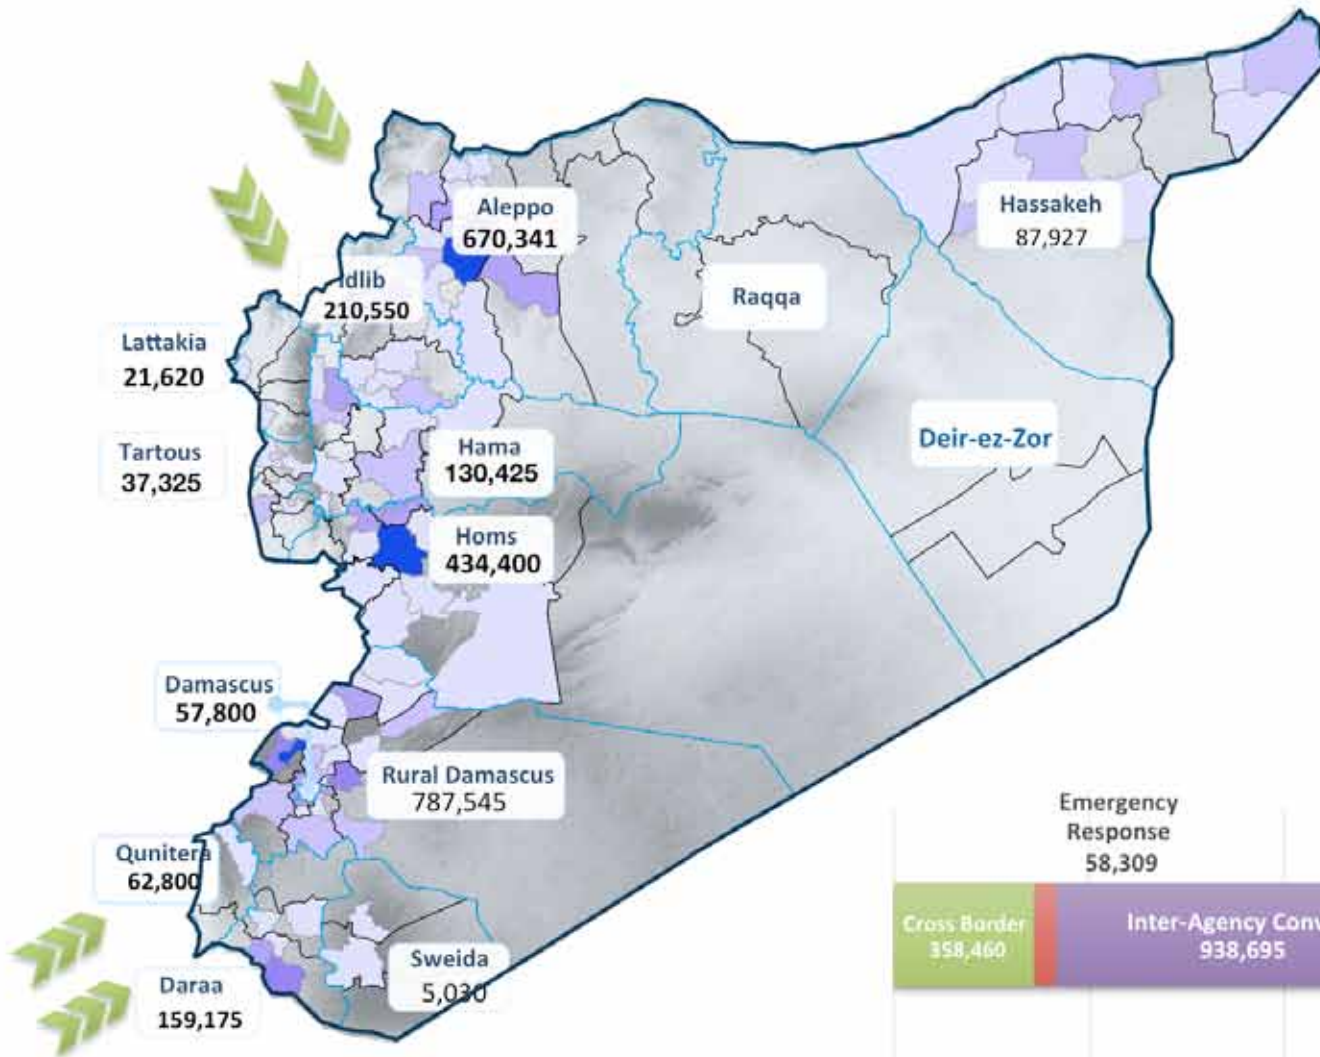 Aleppo
670,341
Hassakeh
87,927
Idlib
210,550
Raqqa
Lattakia
21,620
Deir-ez-Zor
Tartous
37,325
Hama
130,425
Homs
434,400
Damascus
57,800
Rural Damascus
787,545
Emergency
Response
58,309
Qunitera
62,800
Cross Border
358,460
Inter-Agency Conv
938,695
Sweida
5,030
Daraa
159,175